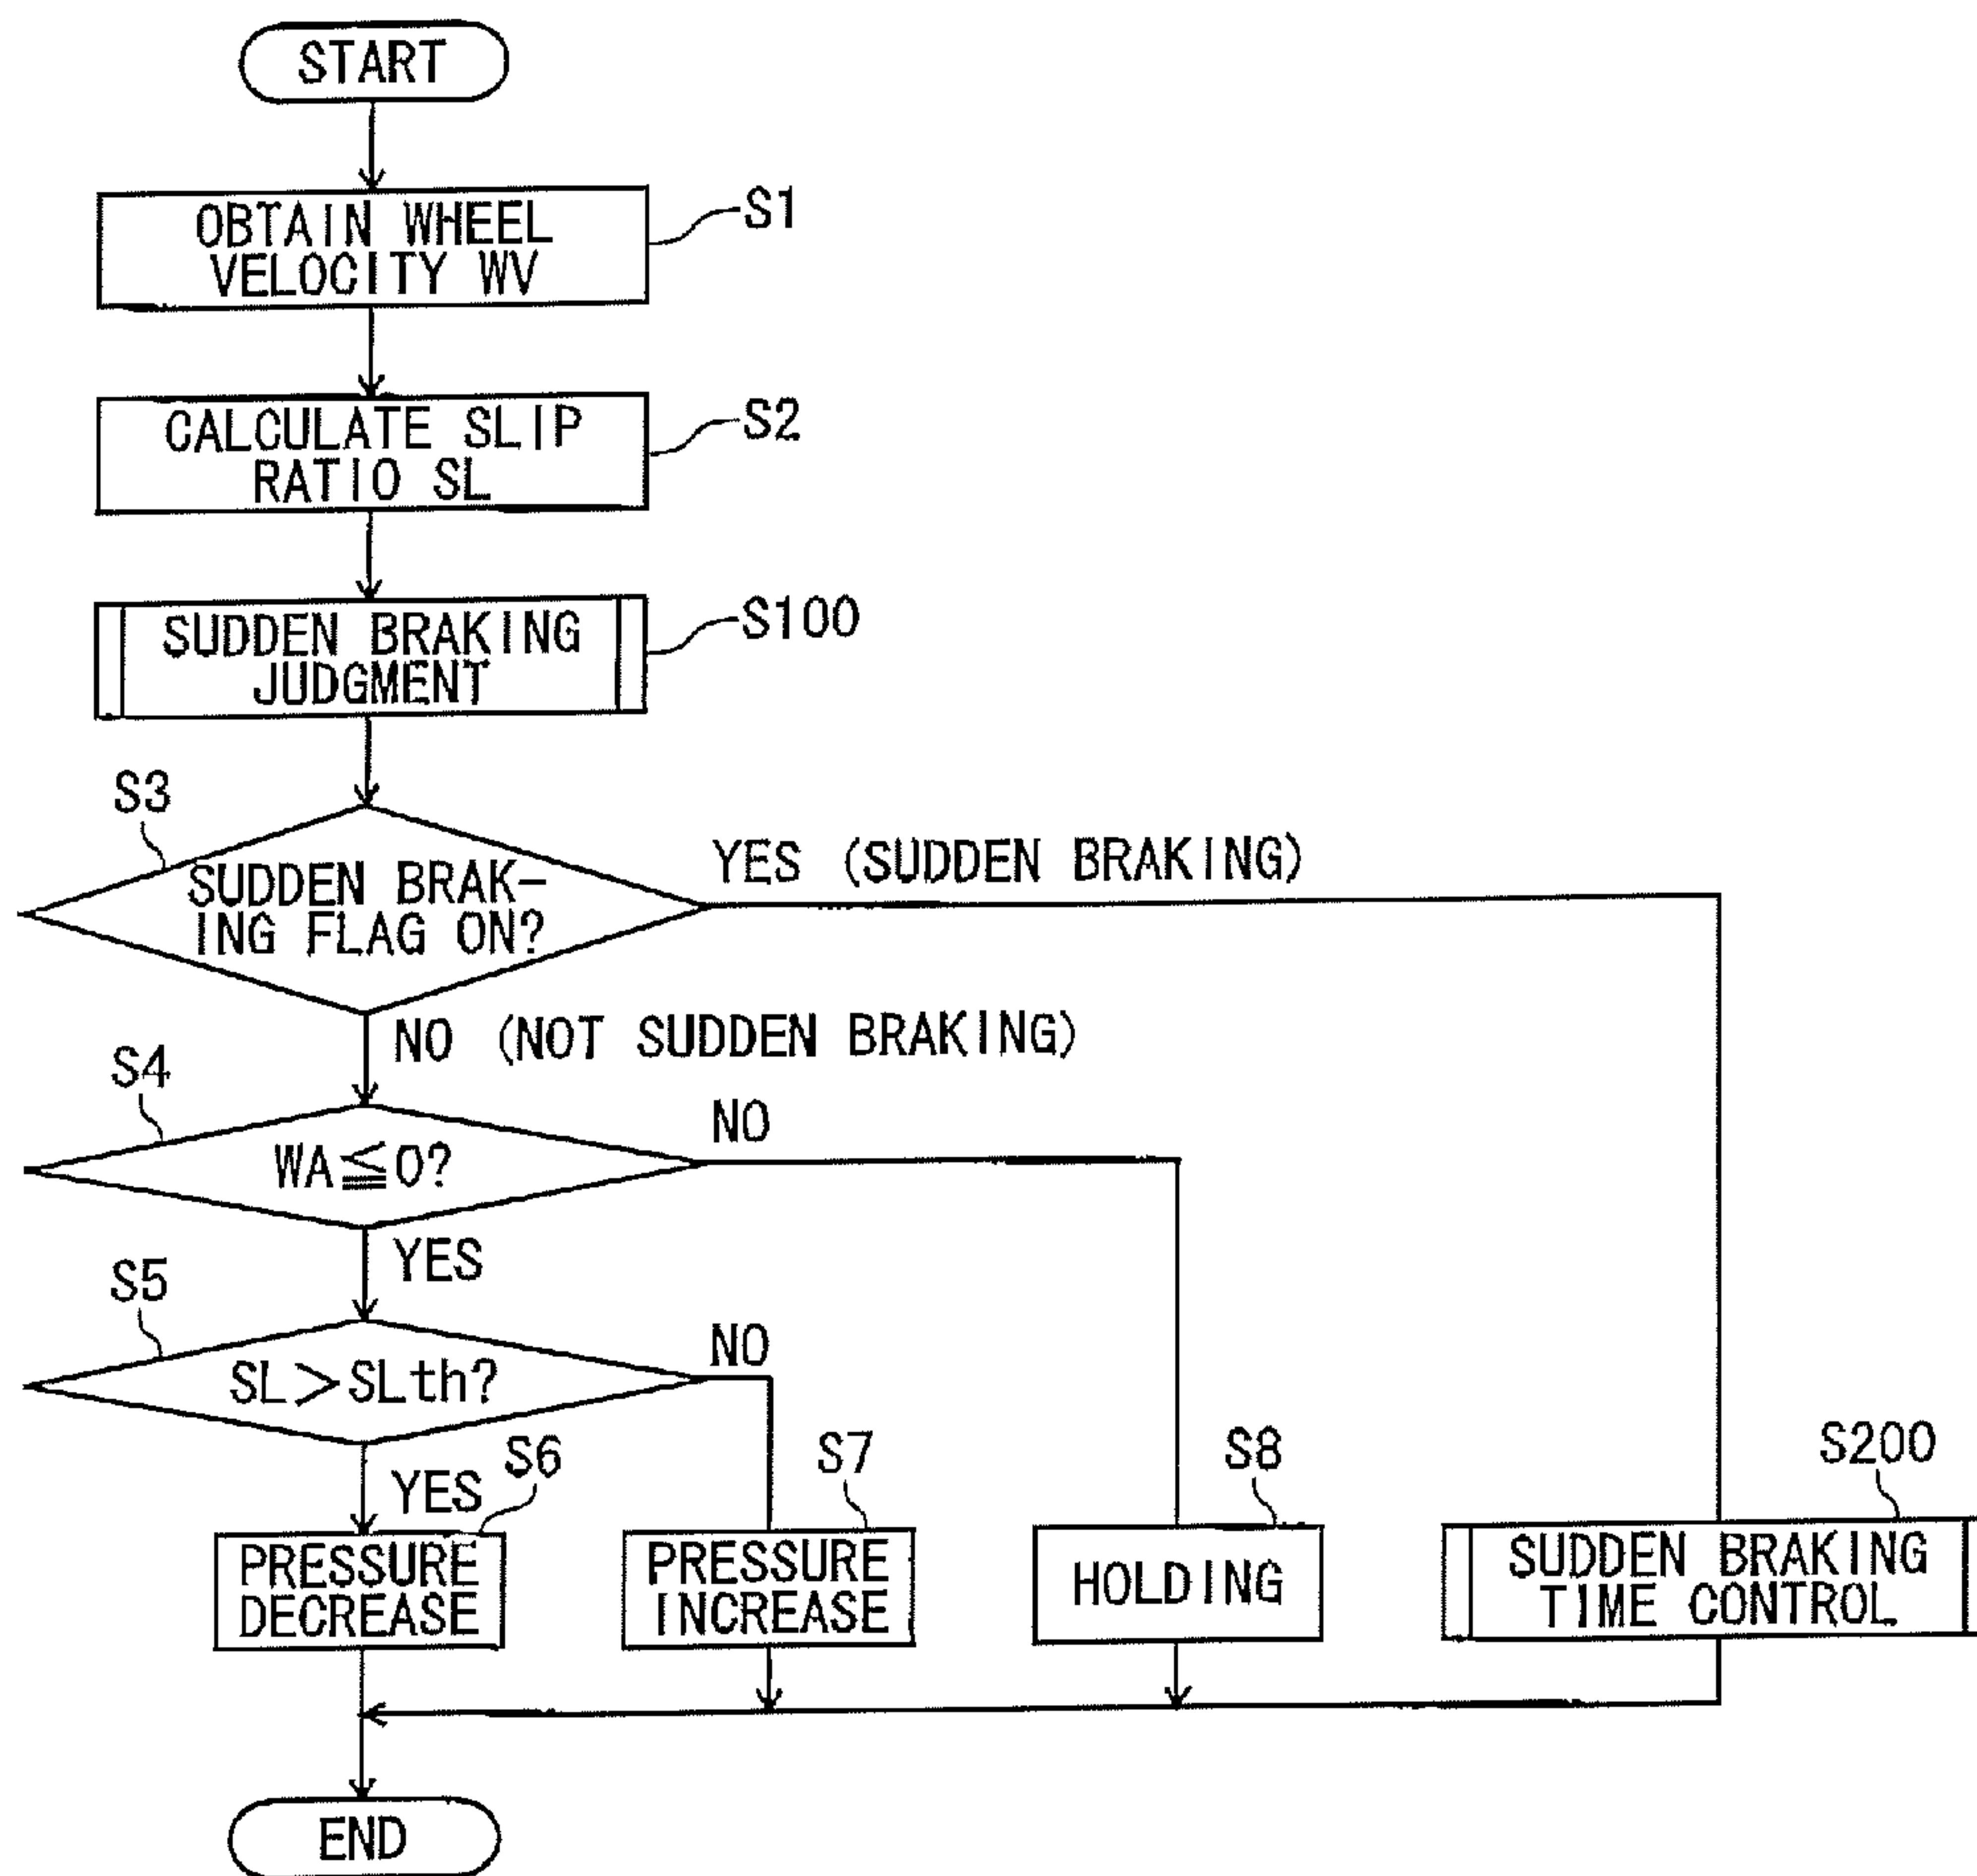 START
OBTAIN WHEEL
VELOCITY WV
S1
CALCULATE SLIP
RATIO SL
S2
SUDDEN BRAKING
JUDGMENT
S100
S3
SUDDEN BRAK-
ING FLAG ON?
YES (SUDDEN BRAKING)
NO (NOT SUDDEN BRAKING)
S4
WA≦0?
NO
YES
S5
SL>SLth?
NO
YES
S6
PRESSURE
DECREASE
S7
PRESSURE
INCREASE
S8
HOLDING
S200
SUDDEN BRAKING
TIME CONTROL
END